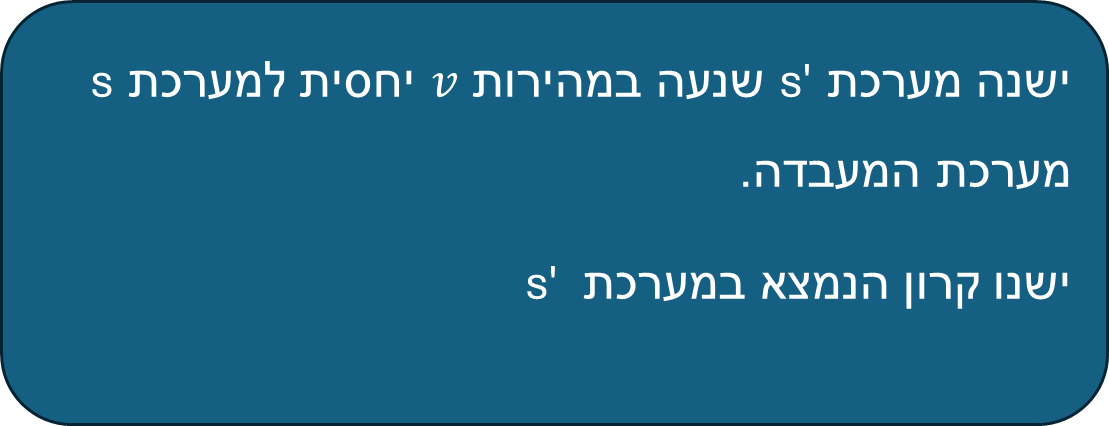 ישנה מערכת s' שנעה במהירות v יחסית למערכת s
מערכת המעבדה.
ישנו קרון הנמצא במערכת s'